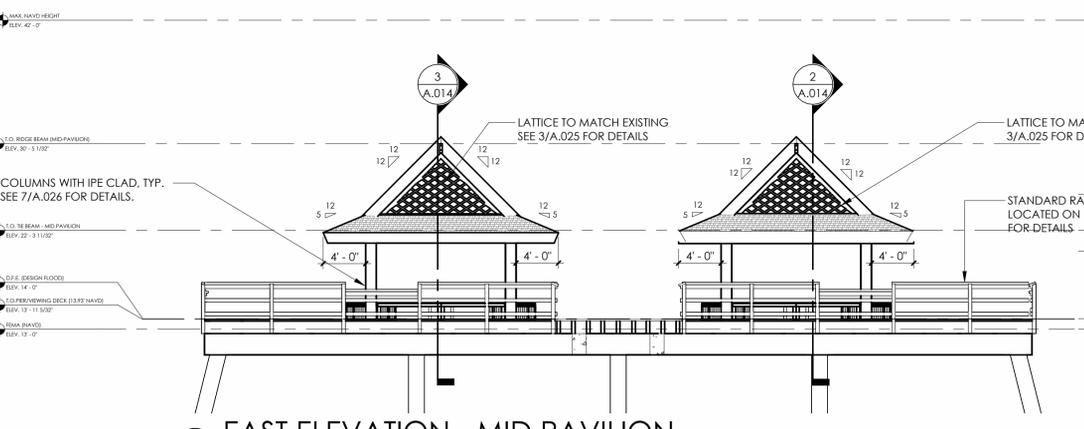 MAX. NAVD HEIGHT
ELEV. 42' - 0"
3
A.014
2
A.014
LATTICE TO MATCH EXISTING
SEE 3/A.025 FOR DETAILS
LATTICE TO MA
3/A.025 FOR D
T.O. RIDGE BEAM (MID-PAVILION)
ELEV. 30' - 5 1/32"
12
12
12
12
12
12
12
12
COLUMNS WITH IPE CLAD, TYP.
SEE 7/A.026 FOR DETAILS.
STANDARD RA
LOCATED ON
FOR DETAILS
12
5
12
5
12
5
12
5
T.O. TIE BEAM - MID PAVILION
ELEV. 22' - 3 11/32"
4' - 0"
4' - 0"
4' - 0"
4' - 0"
D.F.E. (DESIGN FLOOD)
ELEV. 14' - 0"
T.O.PIER/VIEWING DECK (13.93' NAVD)
ELEV. 13' - 11 5/32"
FEMA (NAVD)
ELEV. 13' - 0"
EAST ELEVATION - MID PAVILION